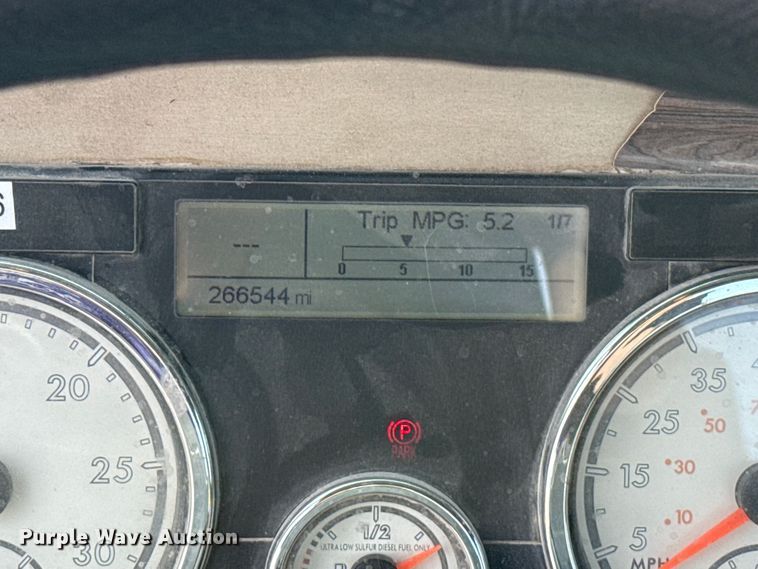 6
Trip MPG: 5.2 1/7
---
0 5 10 15
266544 mi
20
25
30
P
PARK
1/2
ULTRA LOW SULFUR DIESEL FUEL ONLY
35
25
50
15
30
10
5
MPH
Purple Wave Auction